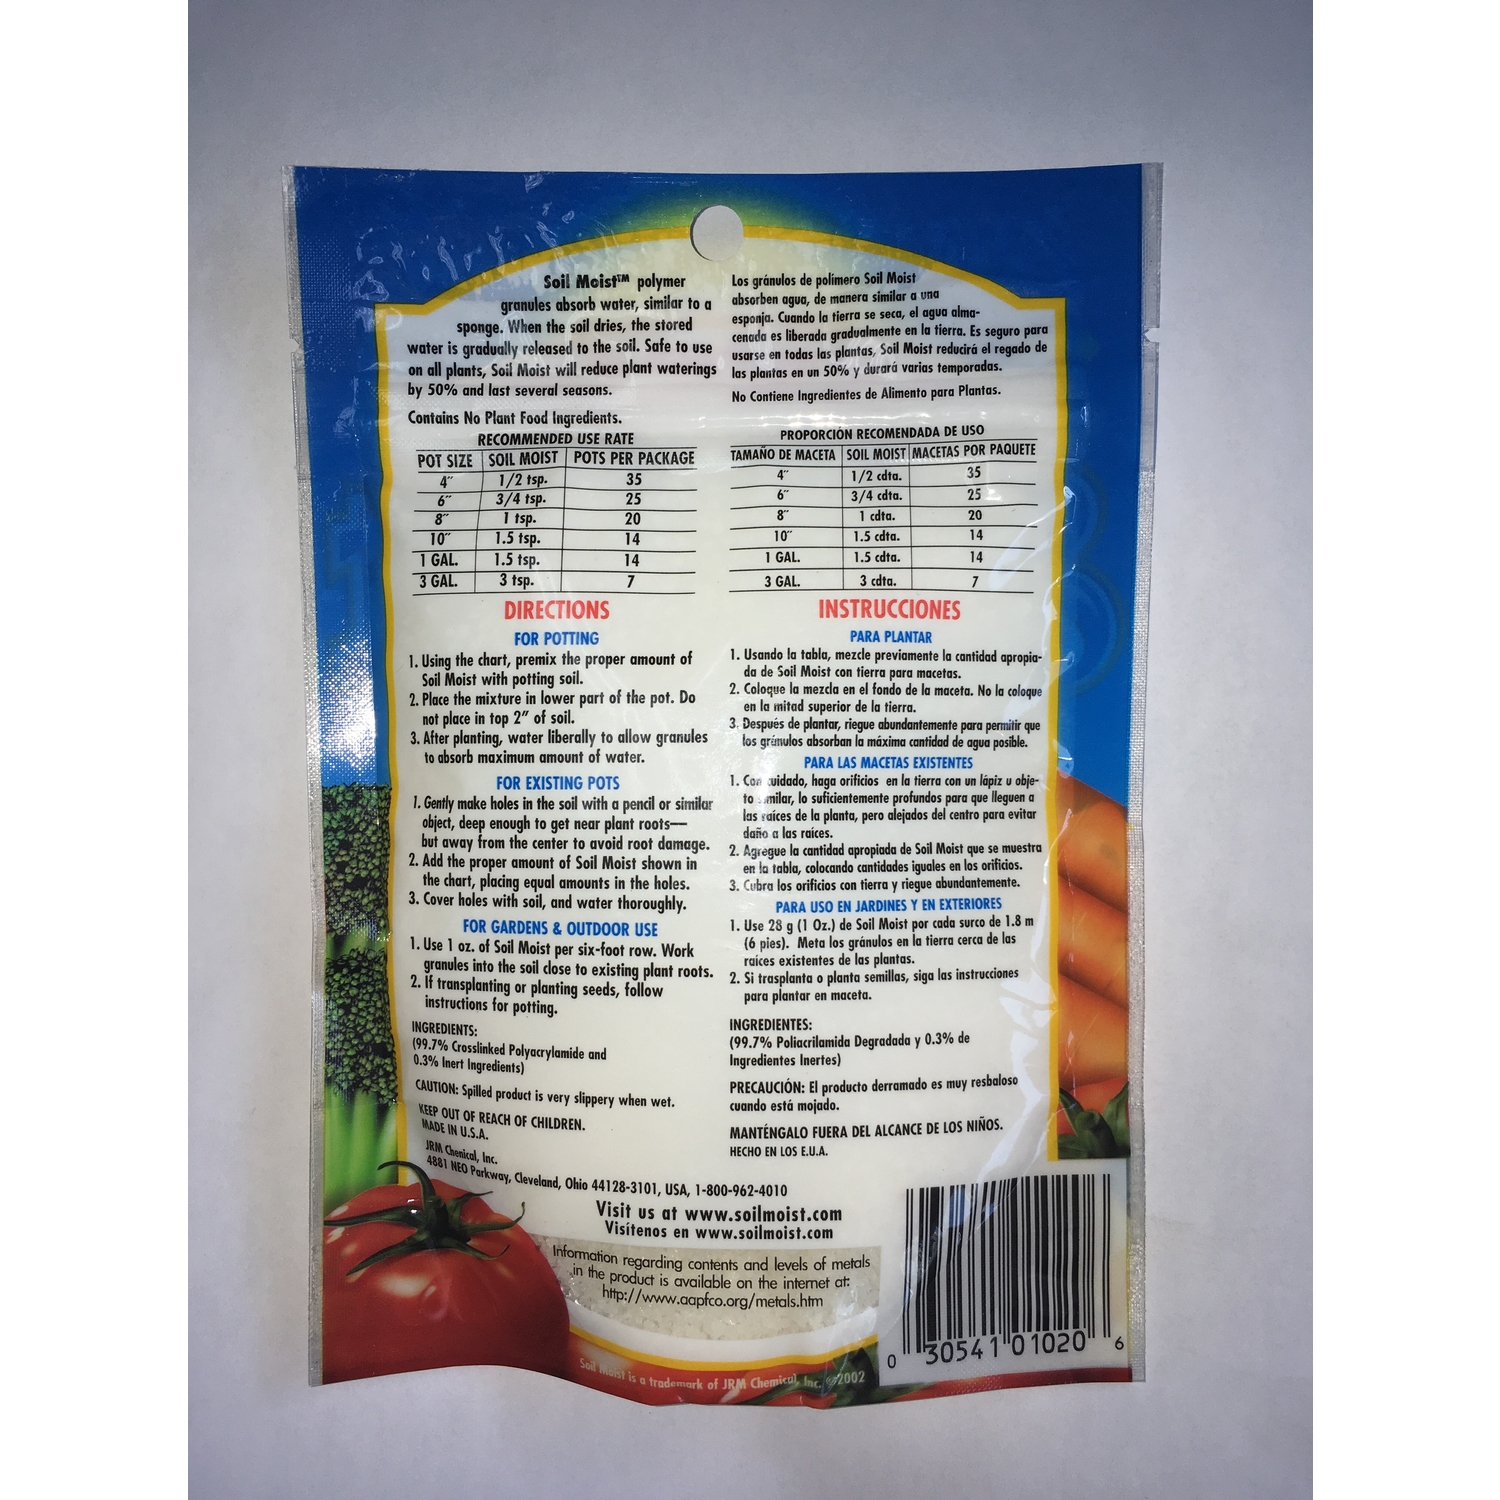 Soil Moist™ polymer
granules absorb water, similar to a
sponge. When the soil dries, the stored
water is gradually released to the soil. Safe to use
on all plants, Soil Moist will reduce plant waterings
by 50% and last several seasons.
Contains No Plant Food Ingredients.
RECOMMENDED USE RATE
POT SIZE SOIL MOIST POTS PER PACKAGE
4" 1/2 tsp. 35
6" 3/4 tsp. 25
8" 1 tsp. 20
10" 1.5 tsp. 14
1 GAL. 1.5 tsp. 14
3 GAL. 3 tsp. 7
DIRECTIONS
FOR POTTING
1. Using the chart, premix the proper amount of
Soil Moist with potting soil.
2. Place the mixture in lower part of the pot. Do
not place in top 2" of soil.
3. After planting, water liberally to allow granules
to absorb maximum amount of water.
FOR EXISTING POTS
1. Gently make holes in the soil with a pencil or similar
object, deep enough to get near plant roots—
but away from the center to avoid root damage.
2. Add the proper amount of Soil Moist shown in
the chart, placing equal amounts in the holes.
3. Cover holes with soil, and water thoroughly.
FOR GARDENS & OUTDOOR USE
1. Use 1 oz. of Soil Moist per six-foot row. Work
granules into the soil close to existing plant roots.
2. If transplanting or planting seeds, follow
instructions for potting.
INGREDIENTS:
(99.7% Crosslinked Polyacrylamide and
0.3% Inert Ingredients)
CAUTION: Spilled product is very slippery when wet.
KEEP OUT OF REACH OF CHILDREN.
MADE IN U.S.A.
JRM Chemical, Inc.
4881 NEO Parkway, Cleveland, Ohio 44128-3101, USA, 1-800-962-4010
Los gránulos de polímero Soil Moist
absorben agua, de manera similar a una
esponja. Cuando la tierra se seca, el agua alma-
cenada es liberada gradualmente en la tierra. Es seguro para
usarse en todas las plantas, Soil Moist reducirá el regado de
las plantas en un 50% y durará varias temporadas.
No Contiene Ingredientes de Alimento para Plantas.
PROPORCIÓN RECOMENDADA DE USO
TAMAÑO DE MACETA SOIL MOIST MACETAS POR PAQUETE
4" 1/2 cdta. 35
6" 3/4 cdta. 25
8" 1 cdta. 20
10" 1.5 cdta. 14
1 GAL. 1.5 cdta. 14
3 GAL. 3 cdta. 7
INSTRUCCIONES
PARA PLANTAR
1. Usando la tabla, mezcle previamente la cantidad apropia-
da de Soil Moist con tierra para macetas.
2. Coloque la mezcla en el fondo de la maceta. No la coloque
en la mitad superior de la tierra.
3. Después de plantar, riegue abundantemente para permitir que
los gránulos absorban la máxima cantidad de agua posible.
PARA LAS MACETAS EXISTENTES
1. Con cuidado, haga orificios en la tierra con un lápiz u obje-
to similar, lo suficientemente profundos para que lleguen a
las raíces de la planta, pero alejados del centro para evitar
daño a las raíces.
2. Agregue la cantidad apropiada de Soil Moist que se muestra
en la tabla, colocando cantidades iguales en los orificios.
3. Cubra los orificios con tierra y riegue abundantemente.
PARA USO EN JARDINES Y EN EXTERIORES
1. Use 28 g (1 Oz.) de Soil Moist por cada surco de 1.8 m
(6 pies). Meta los gránulos en la tierra cerca de las
raíces existentes de las plantas.
2. Si trasplanta o planta semillas, siga las instrucciones
para plantar en maceta.
INGREDIENTES:
(99.7% Poliacrilamida Degradada y 0.3% de
Ingredientes Inertes)
PRECAUCIÓN: El producto derramado es muy resbaloso
cuando está mojado.
MANTÉNGALO FUERA DEL ALCANCE DE LOS NIÑOS.
HECHO EN LOS E.U.A.
Visit us at www.soilmoist.com
Visítenos en www.soilmoist.com
Information regarding contents and levels of metals
in the product is available on the internet at:
http://www.aapfco.org/metals.htm
0 30541 01020 6
Soil Moist is a trademark of JRM Chemical, Inc. ©2002